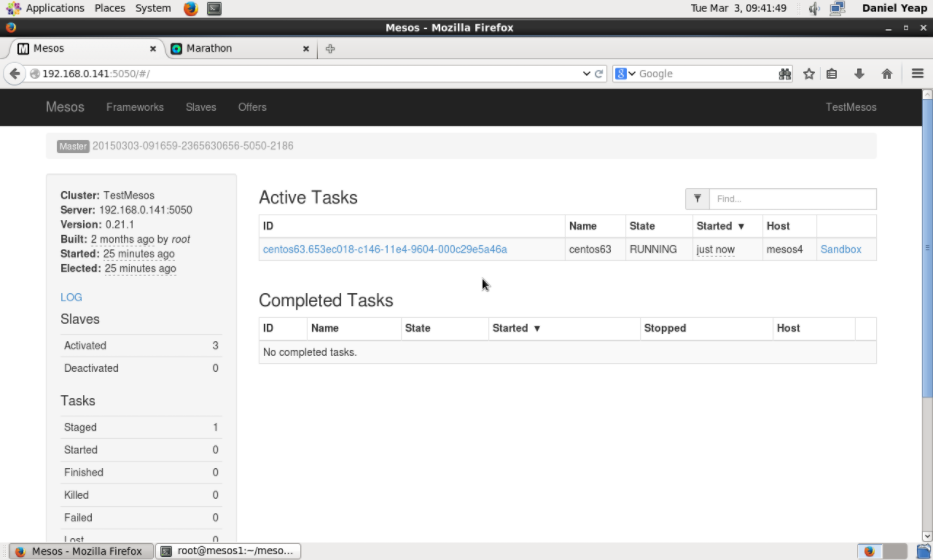 Applications Places System Tue Mar 3, 09:41:49 Daniel Yeap
Mesos - Mozilla Firefox
Mesos Marathon
192.168.0.141:5050/#/ Google
Mesos Frameworks Slaves Offers TestMesos
Master 20150303-091659-2365630656-5050-2186
Cluster: TestMesos
Server: 192.168.0.141:5050
Version: 0.21.1
Built: 2 months ago by root
Started: 25 minutes ago
Elected: 25 minutes ago
LOG
Slaves
Activated 3
Deactivated 0
Tasks
Staged 1
Started 0
Finished 0
Killed 0
Failed 0
Lost 0
Active Tasks Find...
ID Name State Started ▼ Host
centos63.653ec018-c146-11e4-9604-000c29e5a46a centos63 RUNNING just now mesos4 Sandbox
Completed Tasks
ID Name State Started ▼ Stopped Host
No completed tasks.
Mesos - Mozilla Firefox root@mesos1:~/meso...